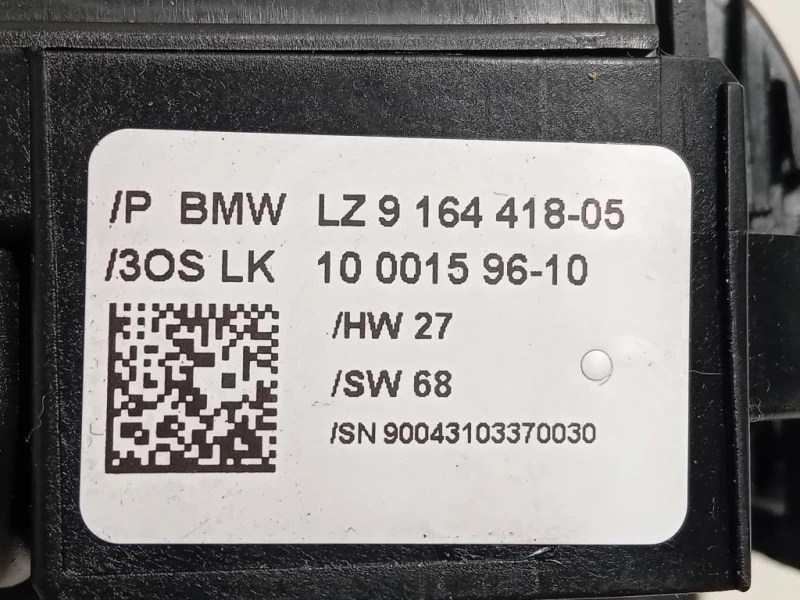 /P BMW LZ 9 164 418-05
/3OS LK 10 0015 96-10
/HW 27
/SW 68
/SN 90043103370030